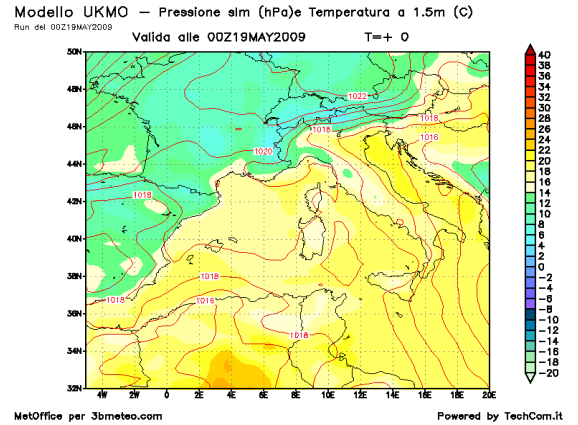 Modello UKMO — Pressione slm (hPa)e Temperatura a 1.5m (C)
Run del 00Z19MAY2009
Valida alle 00Z19MAY2009 T=+ 0
50N
48N
46N
44N
42N
40N
38N
36N
34N
32N
4W 2W 0 2E 4E 6E 8E 10E 12E 14E 16E 18E 20E
1022
1018
1018
1016
1020
1018
1018
1018
1016
1018
40
38
36
34
32
30
28
26
24
22
20
18
16
14
12
10
8
6
4
2
0
−2
−4
−6
−8
−10
−12
−14
−16
−18
−20
MetOffice per 3bmeteo.com
Powered by TechCom.it